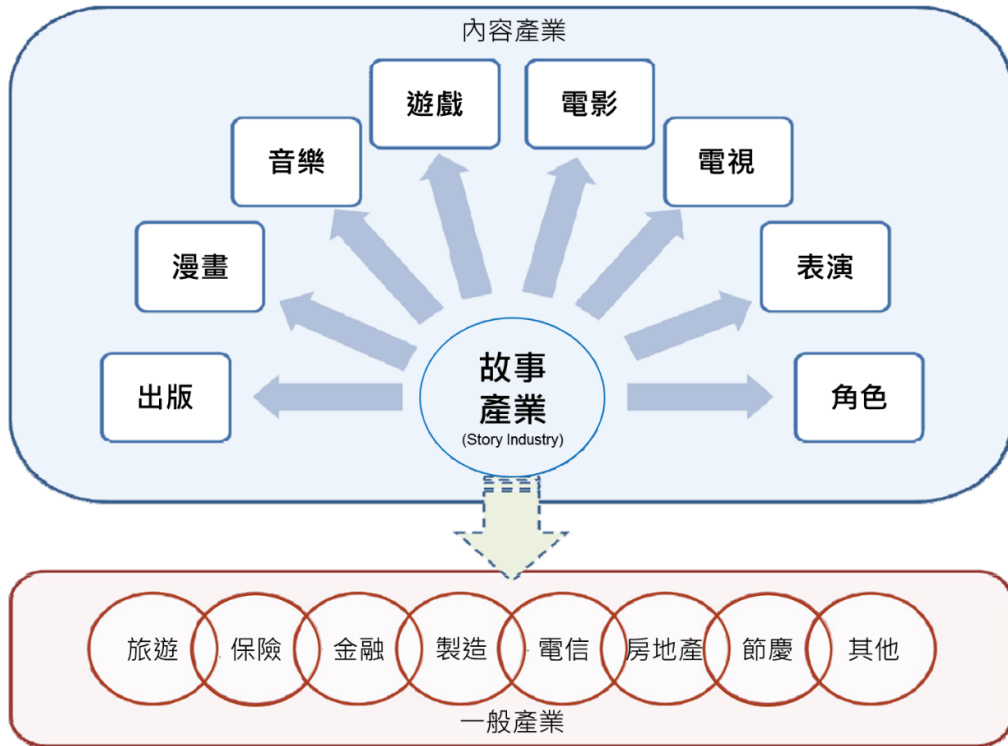 內容產業
遊戲
電影
音樂
電視
漫畫
表演
出版
故事
產業
(Story Industry)
角色
旅遊
保險
金融
製造
電信
房地產
節慶
其他
一般產業